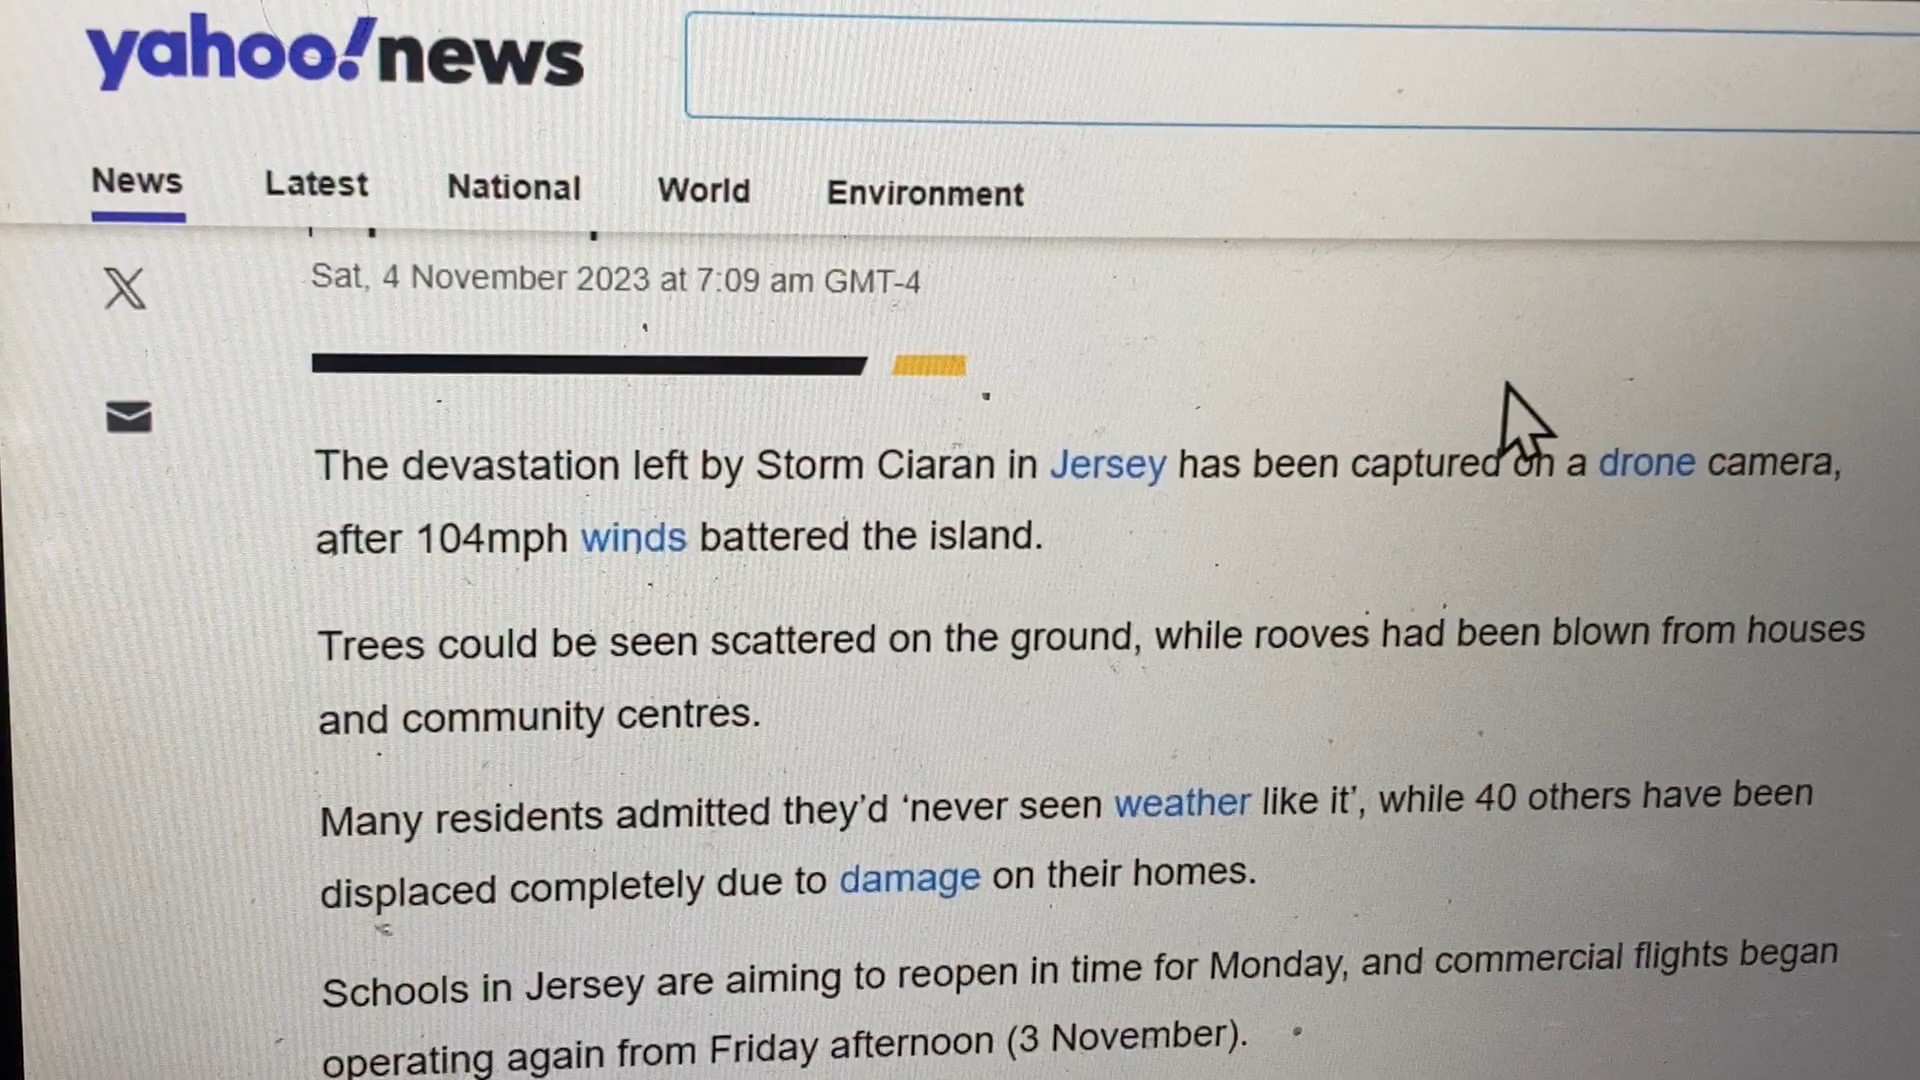 yahoo!news
News Latest National World Environment
Sat, 4 November 2023 at 7:09 am GMT-4
The devastation left by Storm Ciaran in Jersey has been captured on a drone camera,
after 104mph winds battered the island.
Trees could be seen scattered on the ground, while rooves had been blown from houses
and community centres.
Many residents admitted they’d ‘never seen weather like it’, while 40 others have been
displaced completely due to damage on their homes.
Schools in Jersey are aiming to reopen in time for Monday, and commercial flights began
operating again from Friday afternoon (3 November).